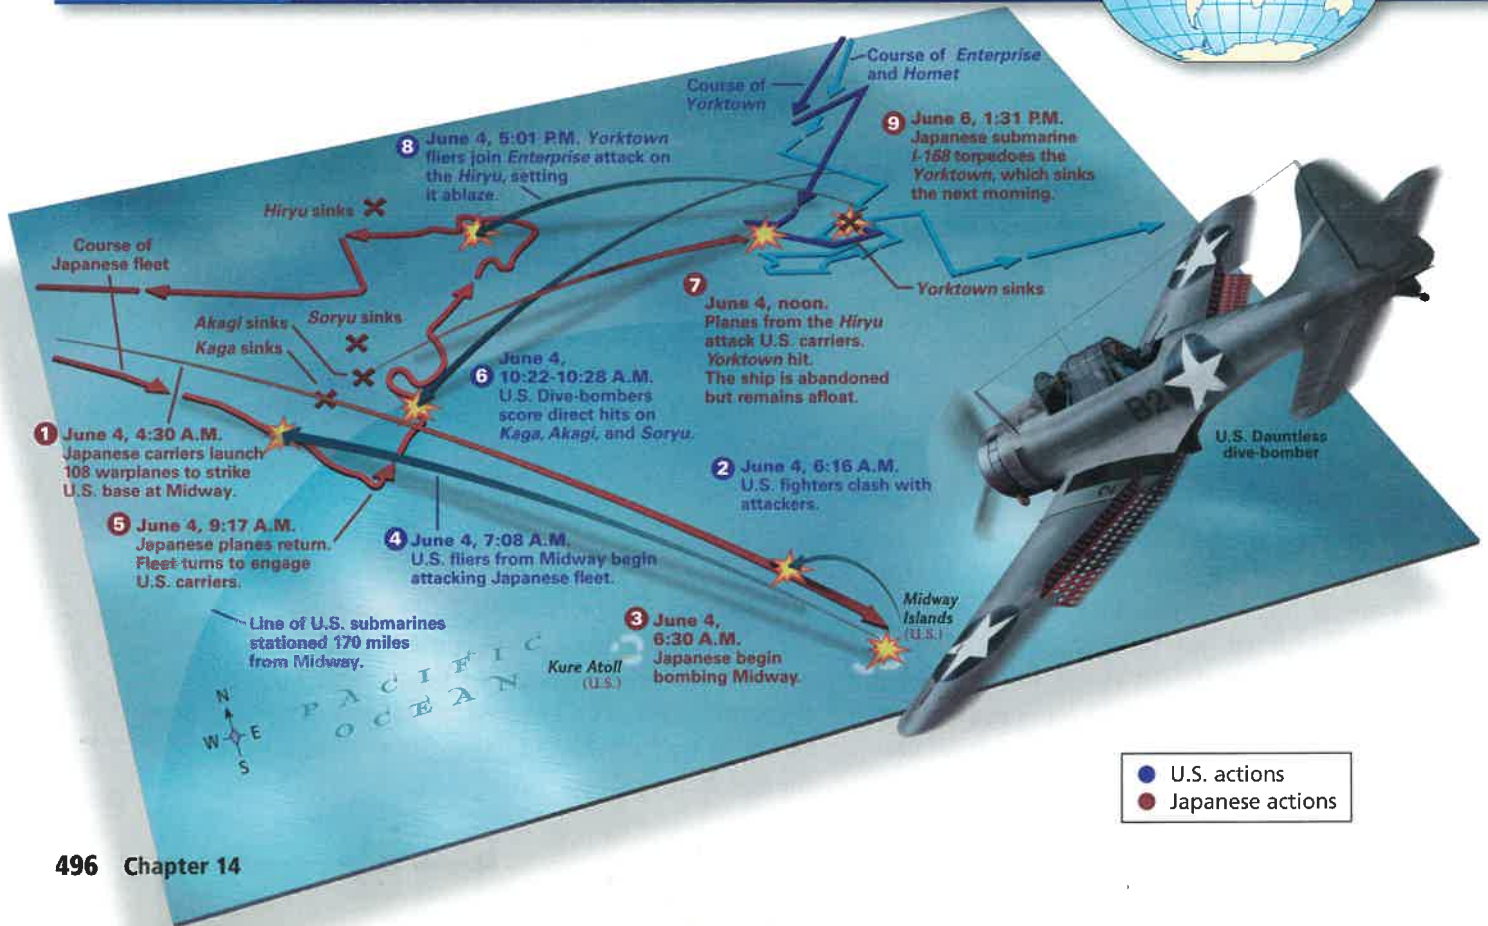 Course of Enterprise
and Hornet
Course of
Yorktown
8 June 4, 5:01 P.M. Yorktown
fliers join Enterprise attack on
the Hiryu, setting
it ablaze.
9 June 6, 1:31 P.M.
Japanese submarine
I-168 torpedoes the
Yorktown, which sinks
the next morning.
Hiryu sinks
Course of
Japanese fleet
Yorktown sinks
Akagi sinks
Soryu sinks
Kaga sinks
7
June 4, noon.
Planes from the Hiryu
attack U.S. carriers.
Yorktown hit.
The ship is abandoned
but remains afloat.
June 4,
6 10:22-10:28 A.M.
U.S. Dive-bombers
score direct hits on
Kaga, Akagi, and Soryu.
1 June 4, 4:30 A.M.
Japanese carriers launch
108 warplanes to strike
U.S. base at Midway.
2 June 4, 6:16 A.M.
U.S. fighters clash with
attackers.
B2
2
U.S. Dauntless
dive-bomber
5 June 4, 9:17 A.M.
Japanese planes return.
Fleet turns to engage
U.S. carriers.
4 June 4, 7:08 A.M.
U.S. fliers from Midway begin
attacking Japanese fleet.
Line of U.S. submarines
stationed 170 miles
from Midway.
3 June 4,
6:30 A.M.
Japanese begin
bombing Midway.
Midway
Islands
(U.S.)
Kure Atoll
(U.S.)
PACIFIC
OCEAN
N
W E
S
U.S. actions
Japanese actions
496 Chapter 14